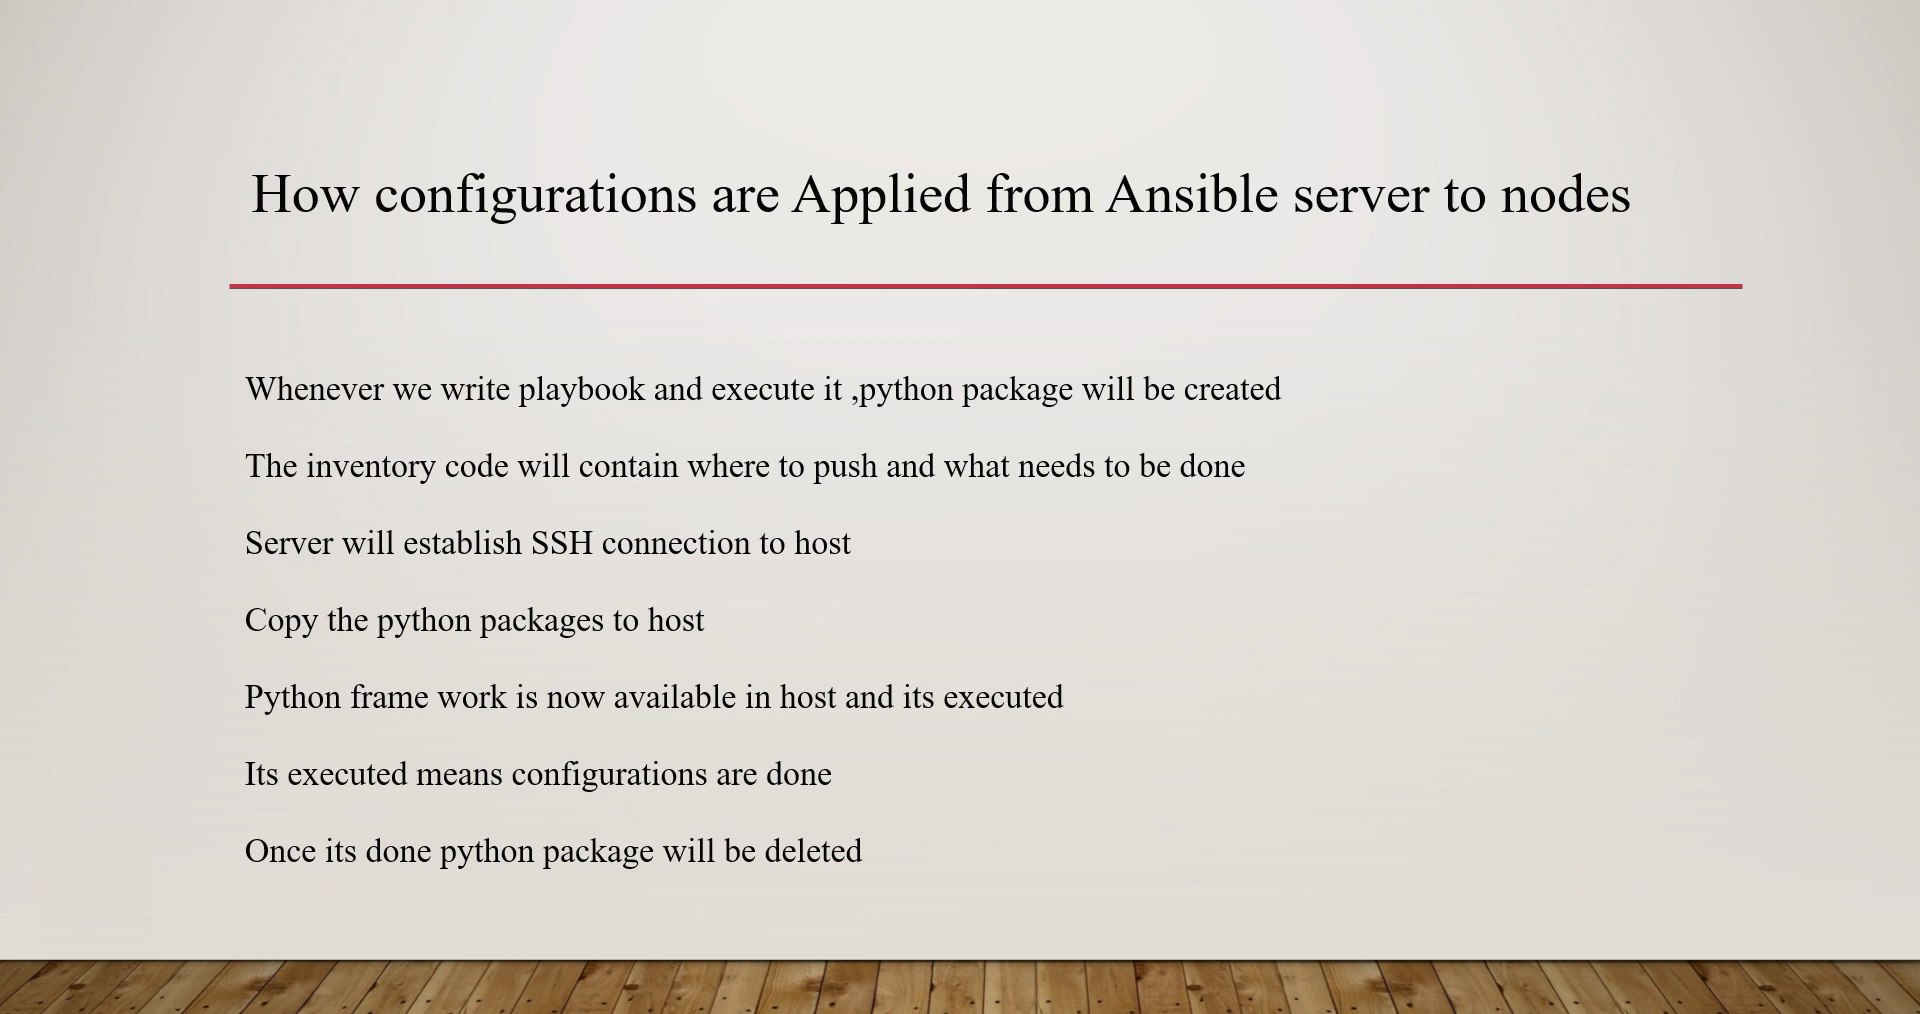 How configurations are Applied from Ansible server to nodes
Whenever we write playbook and execute it ,python package will be created
The inventory code will contain where to push and what needs to be done
Server will establish SSH connection to host
Copy the python packages to host
Python frame work is now available in host and its executed
Its executed means configurations are done
Once its done python package will be deleted